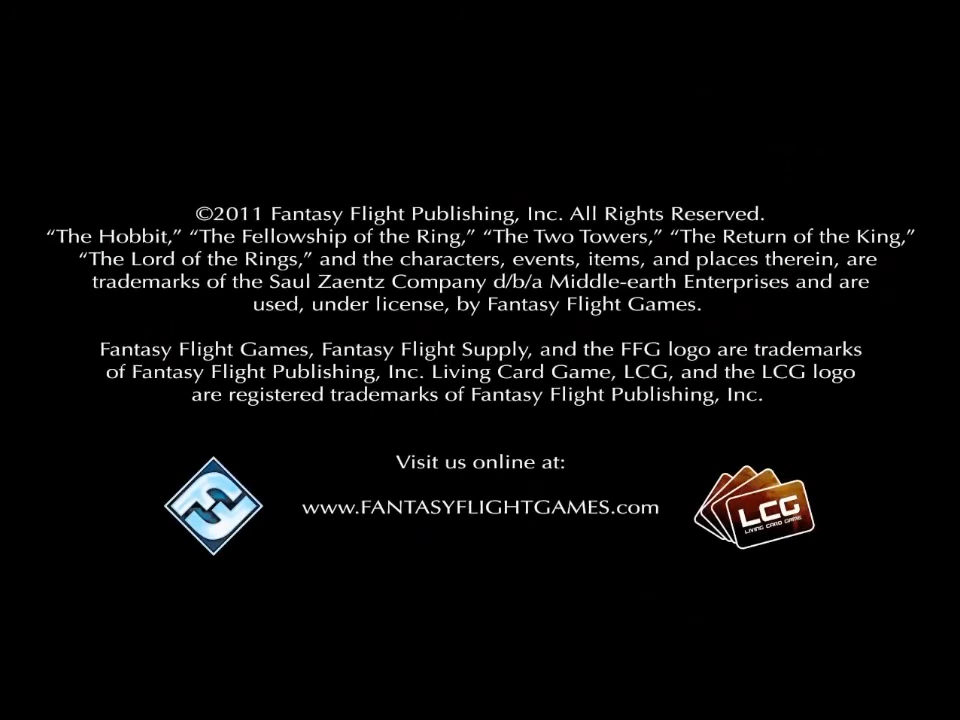 ©2011 Fantasy Flight Publishing, Inc. All Rights Reserved.
“The Hobbit,” “The Fellowship of the Ring,” “The Two Towers,” “The Return of the King,”
“The Lord of the Rings,” and the characters, events, items, and places therein, are
trademarks of the Saul Zaentz Company d/b/a Middle-earth Enterprises and are
used, under license, by Fantasy Flight Games.
Fantasy Flight Games, Fantasy Flight Supply, and the FFG logo are trademarks
of Fantasy Flight Publishing, Inc. Living Card Game, LCG, and the LCG logo
are registered trademarks of Fantasy Flight Publishing, Inc.
Visit us online at:
www.FANTASYFLIGHTGAMES.com
LCG
LIVING CARD GAME